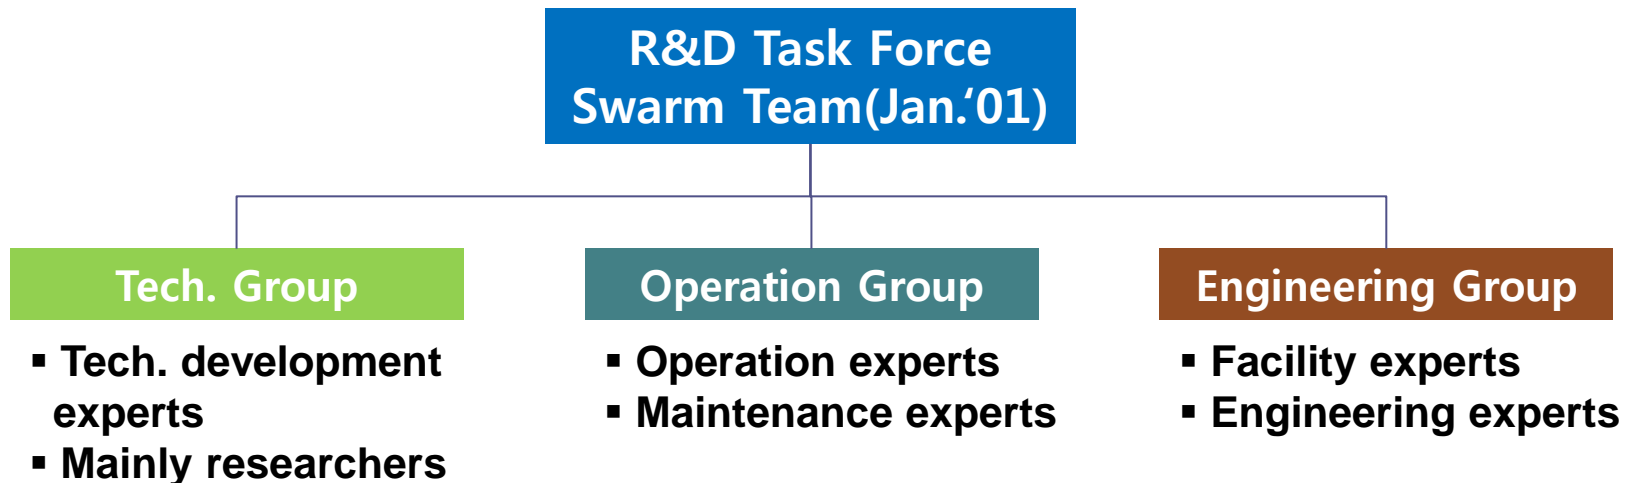 R&D Task Force
Swarm Team(Jan.‘01)
Tech. Group
▪ Tech. development
experts
▪ Mainly researchers
Operation Group
▪ Operation experts
▪ Maintenance experts
Engineering Group
▪ Facility experts
▪ Engineering experts